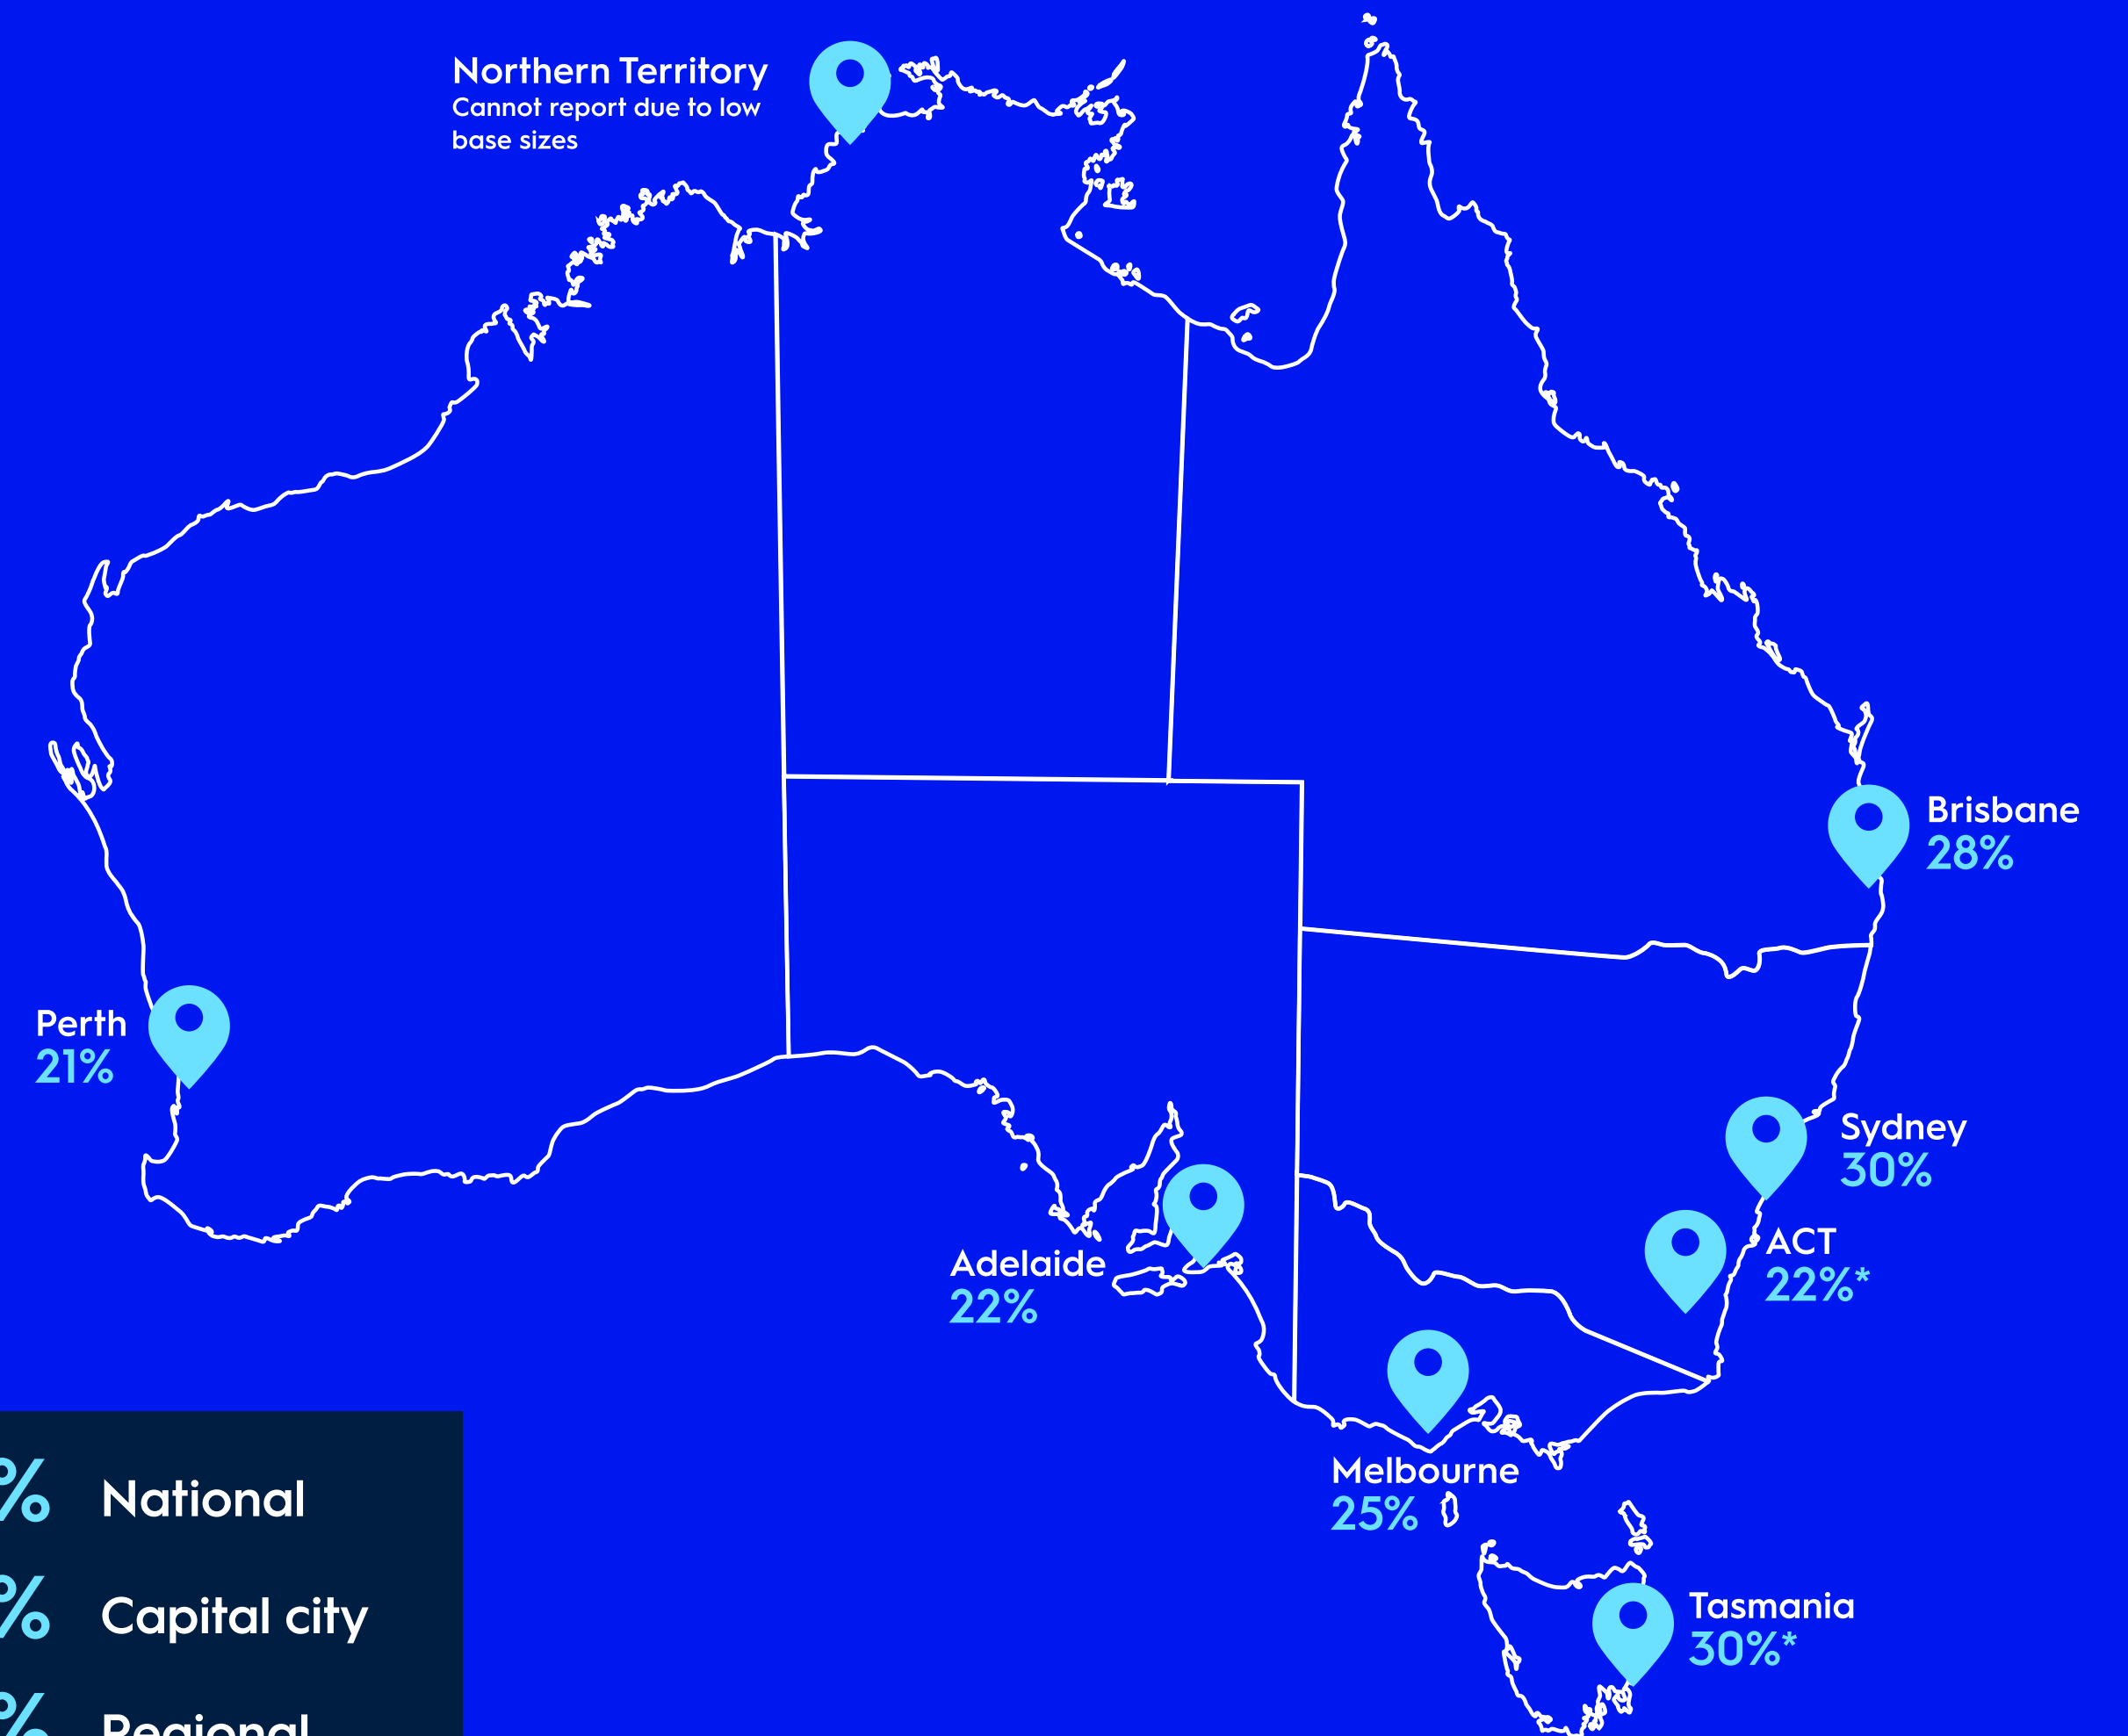 Northern Territory
Cannot report due to low
base sizes
Brisbane
28%
Perth
21%
Sydney
30%
ACT
22%*
Adelaide
22%
Melbourne
25%
% National
% Capital city
Tasmania
30%*
% Regional